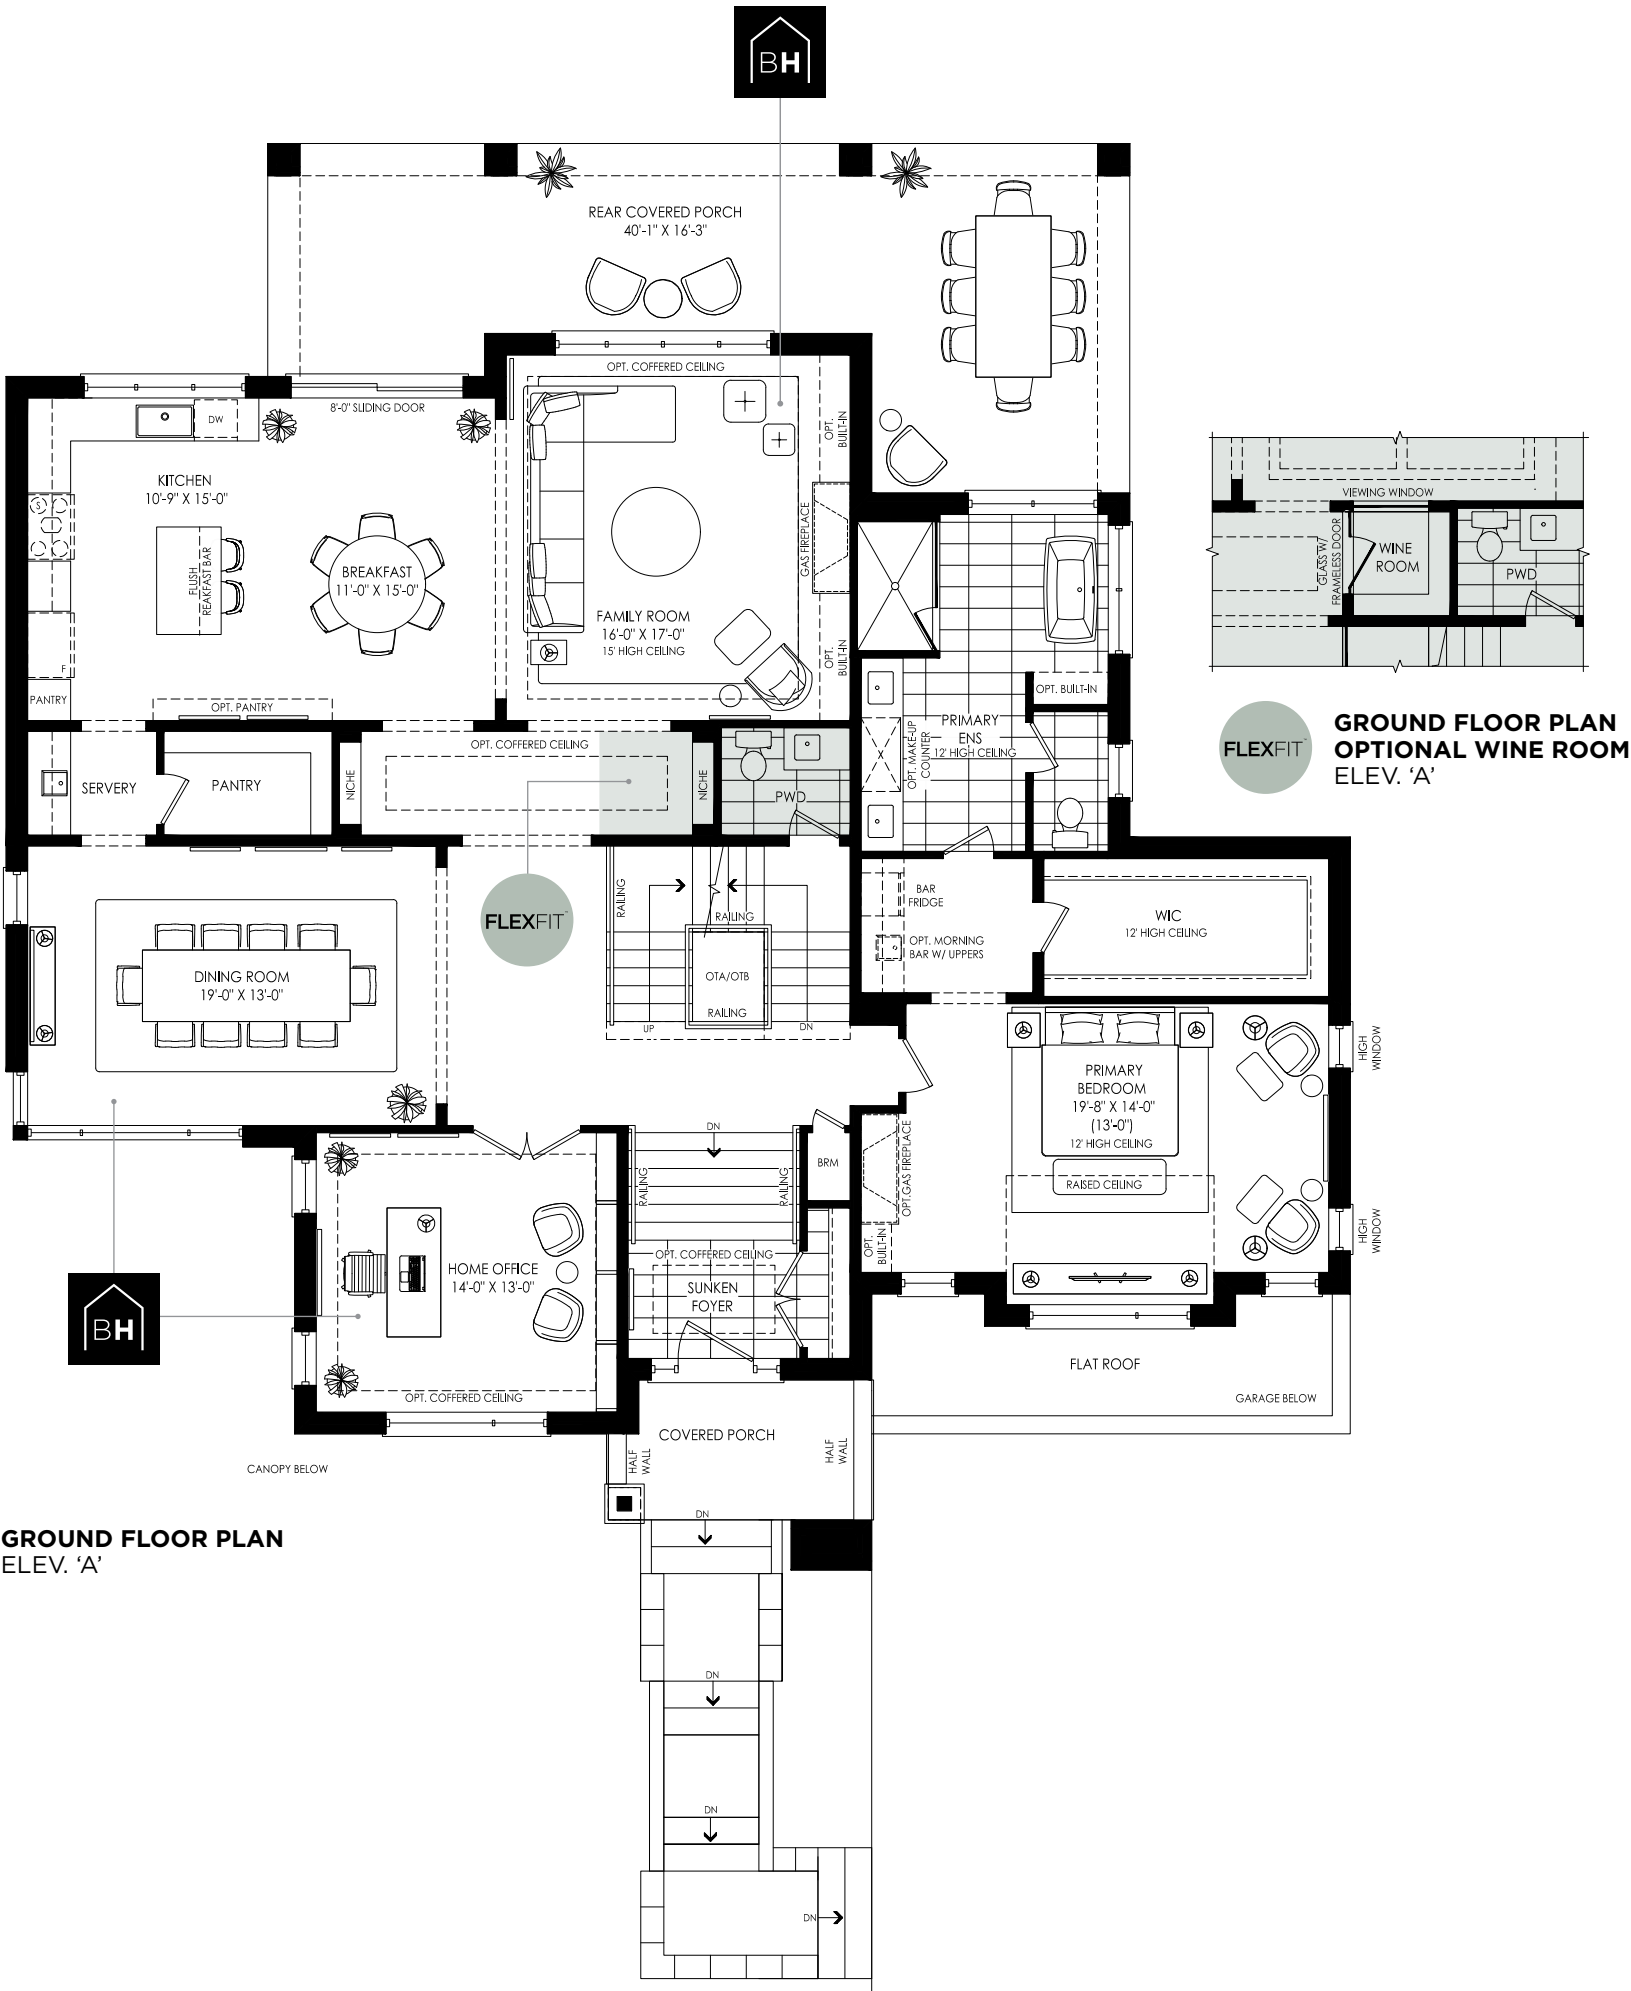 BH
REAR COVERED PORCH
40'-1" X 16'-3"
OPT. COFFERED CEILING
8'-0" SLIDING DOOR
DW
OPT.
BUILT-IN
KITCHEN
10'-9" X 15'-0"
S
FLUSH
REAKFAST BAR
BREAKFAST
11'-0" X 15'-0"
GAS FIREPLACE
FAMILY ROOM
16'-0" X 17'-0"
15' HIGH CEILING
OPT.
BUILT-IN
F
PANTRY
OPT. PANTRY
OPT. BUILT-IN
PRIMARY
ENS
12' HIGH CEILING
OPT. MAKE-UP
COUNTER
VIEWING WINDOW
GLASS W/
FRAMELESS DOOR
WINE
ROOM
PWD
FLEXFIT™
GROUND FLOOR PLAN
OPTIONAL WINE ROOM
ELEV. ‘A’
SERVERY
PANTRY
NICHE
OPT. COFFERED CEILING
NICHE
PWD
FLEXFIT™
RAILING
RAILING
OTA/OTB
RAILING
UP
DN
BAR
FRIDGE
OPT. MORNING
BAR W/ UPPERS
WIC
12' HIGH CEILING
DINING ROOM
19'-0" X 13'-0"
PRIMARY
BEDROOM
19'-8" X 14'-0"
(13'-0")
12' HIGH CEILING
RAISED CEILING
HIGH
WINDOW
HIGH
WINDOW
OPT.GAS FIREPLACE
OPT.
BUILT-IN
DN
RAILING
RAILING
BRM
OPT. COFFERED CEILING
SUNKEN
FOYER
BH
HOME OFFICE
14'-0" X 13'-0"
OPT. COFFERED CEILING
FLAT ROOF
GARAGE BELOW
COVERED PORCH
HALF
WALL
HALF
WALL
CANOPY BELOW
DN
GROUND FLOOR PLAN
ELEV. ‘A’
DN
DN
DN